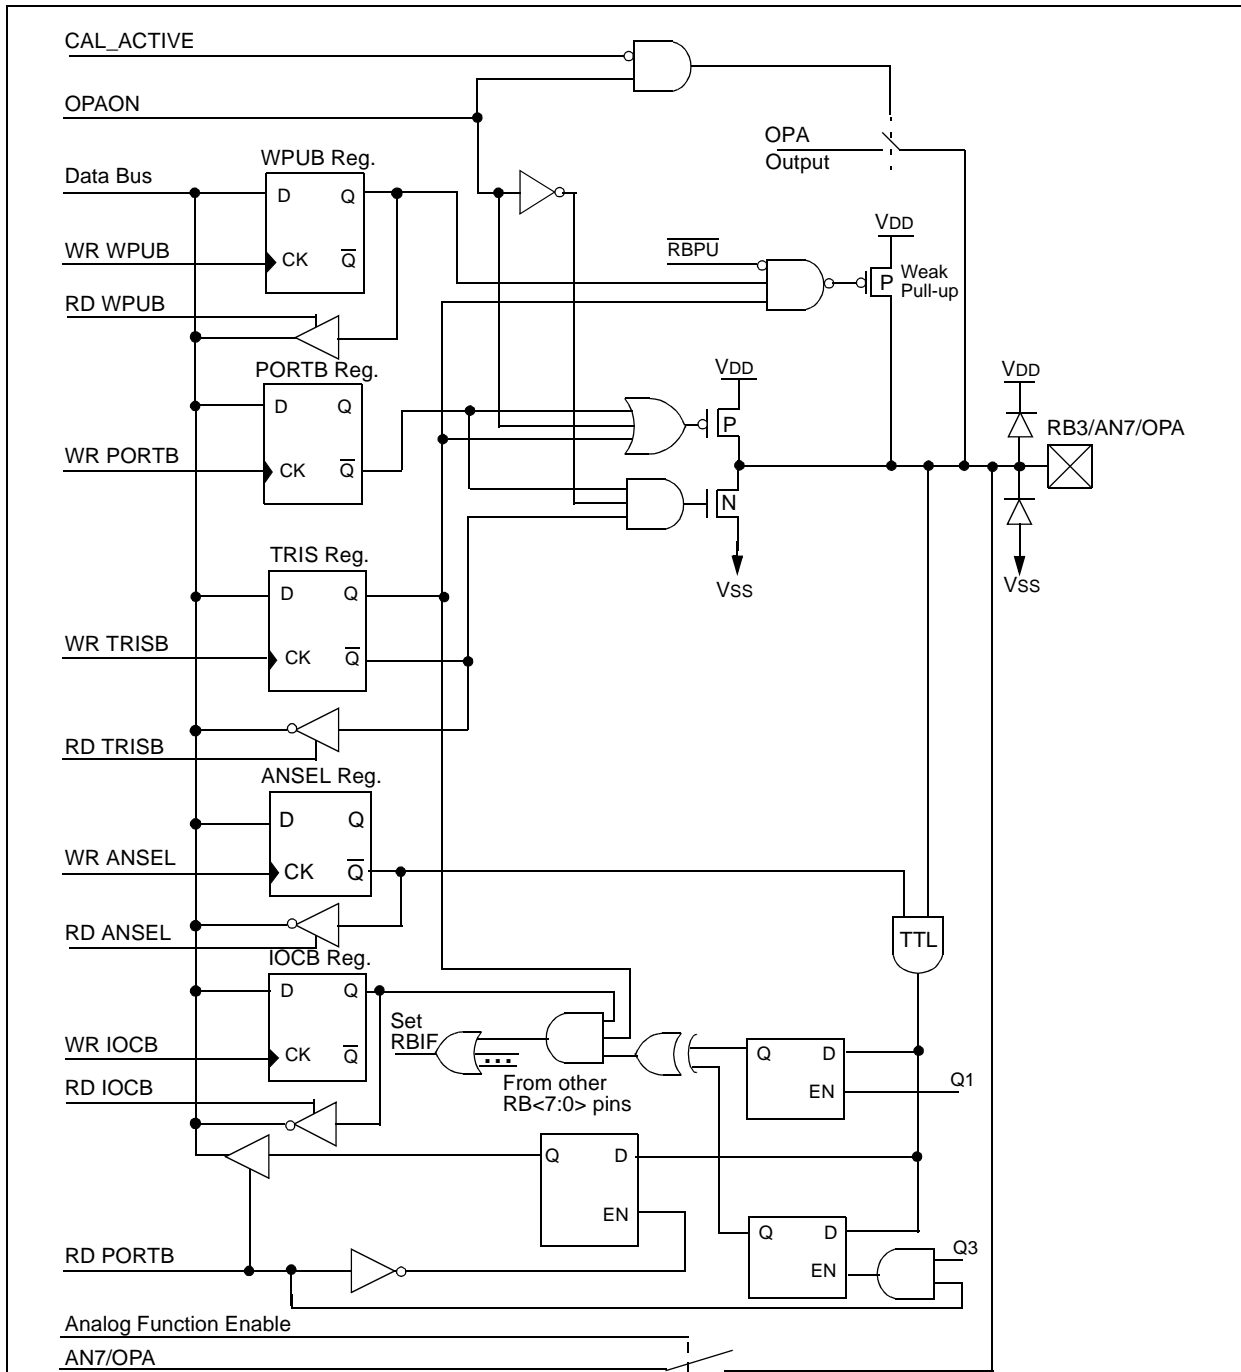 CAL_ACTIVE
OPAON
OPA
Output
WPUB Reg.
Data Bus
D Q
VDD
WR WPUB
CK Q̅
R̅B̅P̅U̅
P
Weak
Pull-up
RD WPUB
PORTB Reg.
VDD
VDD
D Q
P
RB3/AN7/OPA
WR PORTB
CK Q̅
N
TRIS Reg.
VSS
VSS
D Q
WR TRISB
CK Q̅
RD TRISB
ANSEL Reg.
D Q
WR ANSEL
CK Q̅
RD ANSEL
TTL
IOCB Reg.
D Q
Set
RBIF
WR IOCB
CK Q̅
From other
RB<7:0> pins
Q D
EN
Q1
RD IOCB
Q D
EN
Q D
EN
Q3
RD PORTB
Analog Function Enable
AN7/OPA